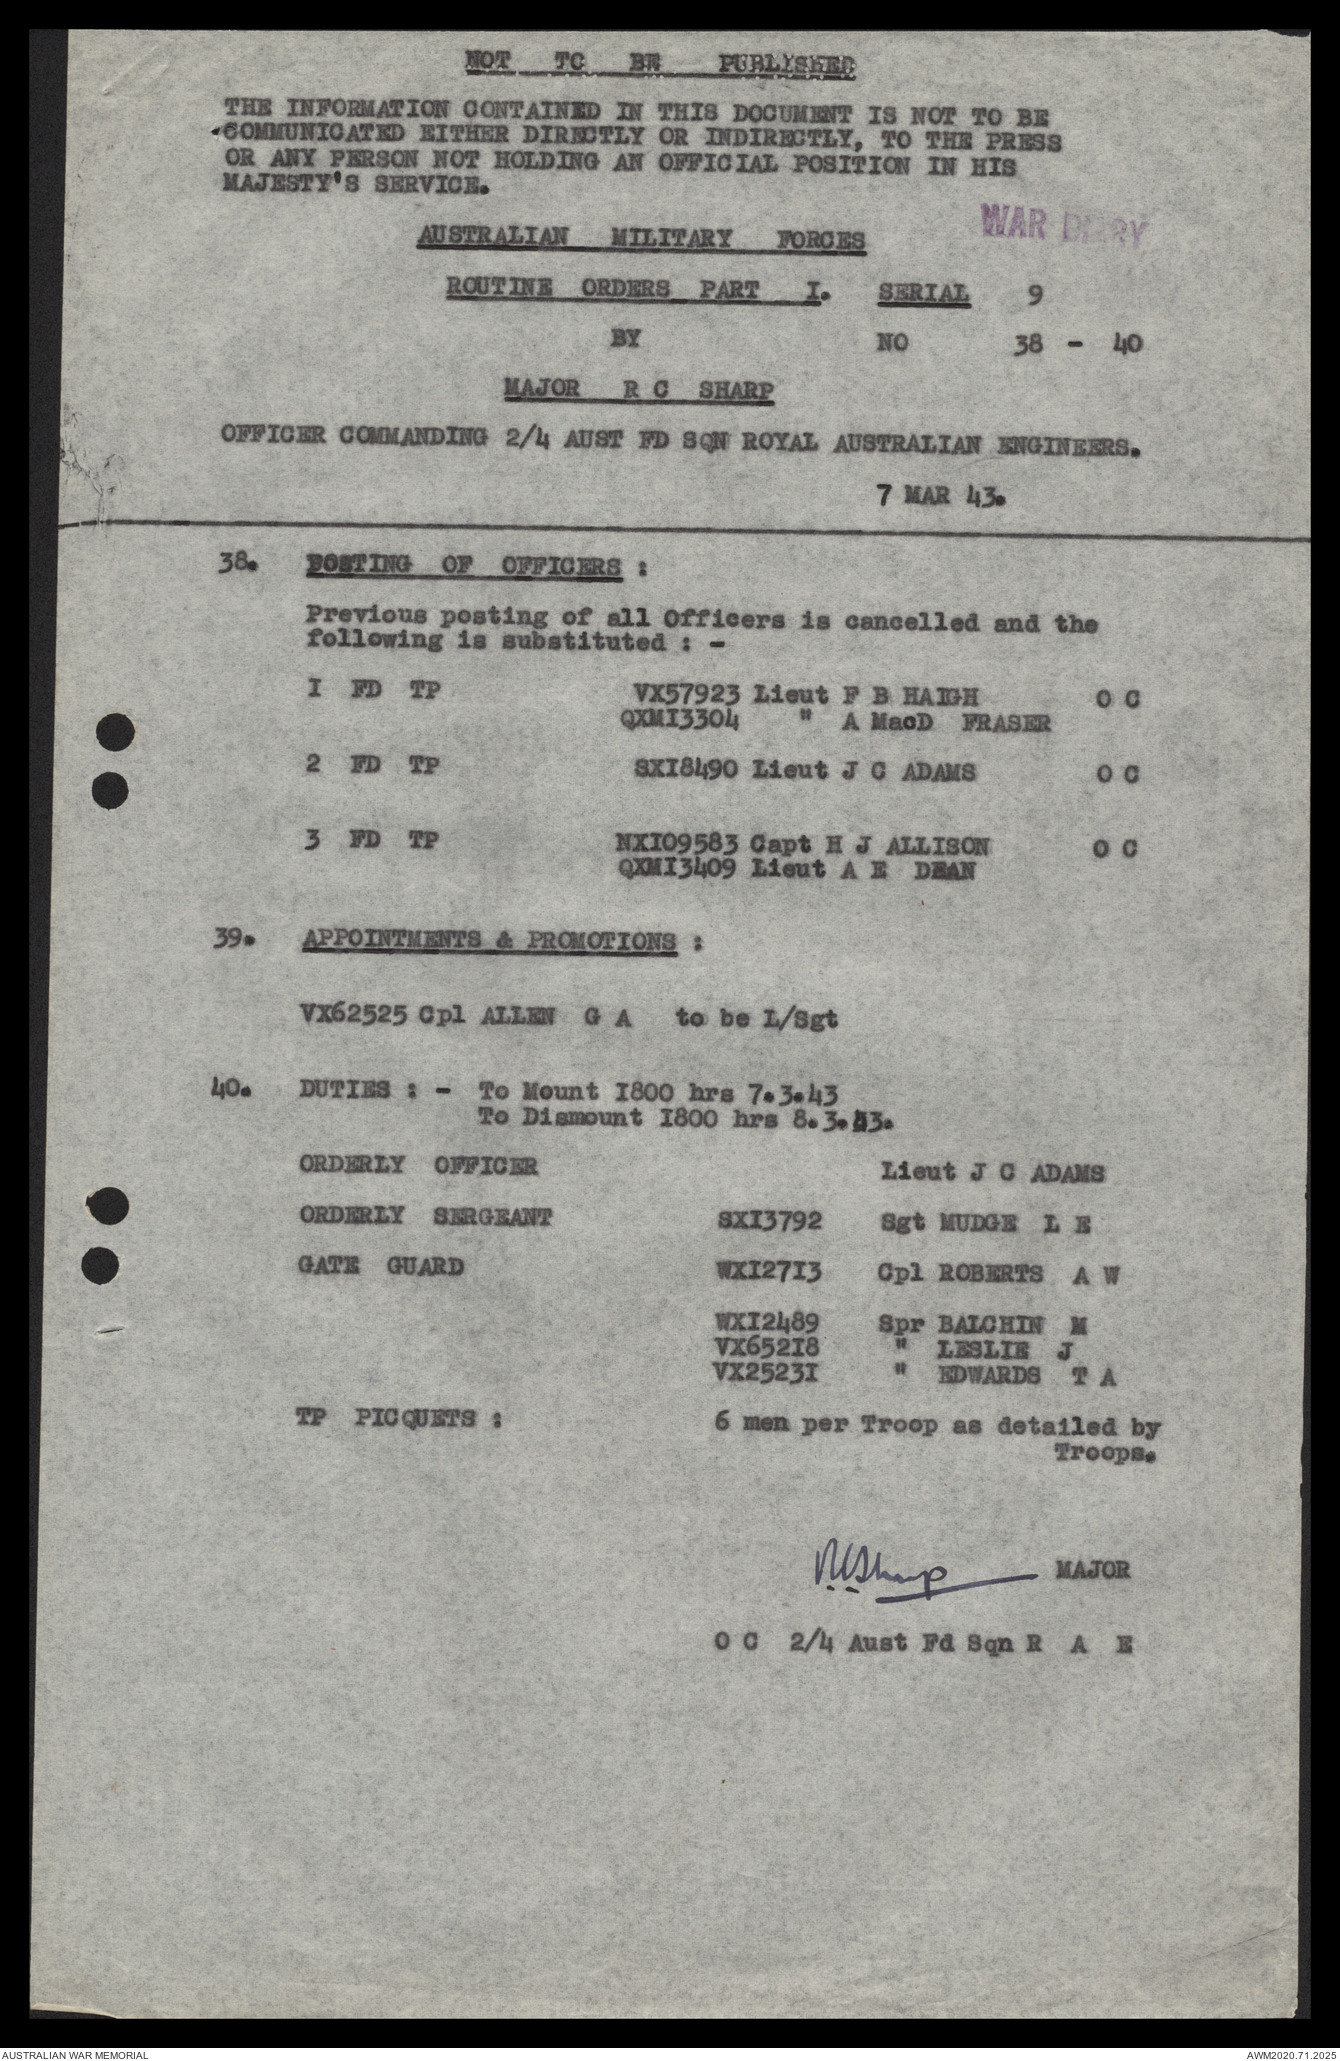 NOT TO BE PUBLISHED
THE INFORMATION CONTAINED IN THIS DOCUMENT IS NOT TO BE
COMMUNICATED EITHER DIRECTLY OR INDIRECTLY, TO THE PRESS
OR ANY PERSON NOT HOLDING AN OFFICIAL POSITION IN HIS
MAJESTY'S SERVICE.
WAR DIARY
AUSTRALIAN MILITARY FORCES
ROUTINE ORDERS PART I. SERIAL 9
BY NO 38 - 40
MAJOR R C SHARP
OFFICER COMMANDING 2/4 AUST FD SQN ROYAL AUSTRALIAN ENGINEERS.
7 MAR 43.
38. POSTING OF OFFICERS :
Previous posting of all Officers is cancelled and the
following is substituted : -
I FD TP VX57923 Lieut F B HAIGH O C
QXMI3304 " A MacD FRASER
2 FD TP SXI8490 Lieut J C ADAMS O C
3 FD TP NXIO9583 Capt H J ALLISON O C
QXMI3409 Lieut A E DEAN
39. APPOINTMENTS & PROMOTIONS :
VX62525 Cpl ALLEN G A to be L/Sgt
40. DUTIES : - To Mount I800 hrs 7.3.43
To Dismount I800 hrs 8.3.43.
ORDERLY OFFICER Lieut J C ADAMS
ORDERLY SERGEANT SXI3792 Sgt MUDGE L E
GATE GUARD WXI27I3 Cpl ROBERTS A W
WXI2489 Spr BALCHIN M
VX652I8 " LESLIE J
VX2523I " EDWARDS T A
TP PICQUETS : 6 men per Troop as detailed by
Troops.
RCSharp MAJOR
O C 2/4 Aust Fd Sqn R A E
AUSTRALIAN WAR MEMORIAL
AWM2020.71.2025